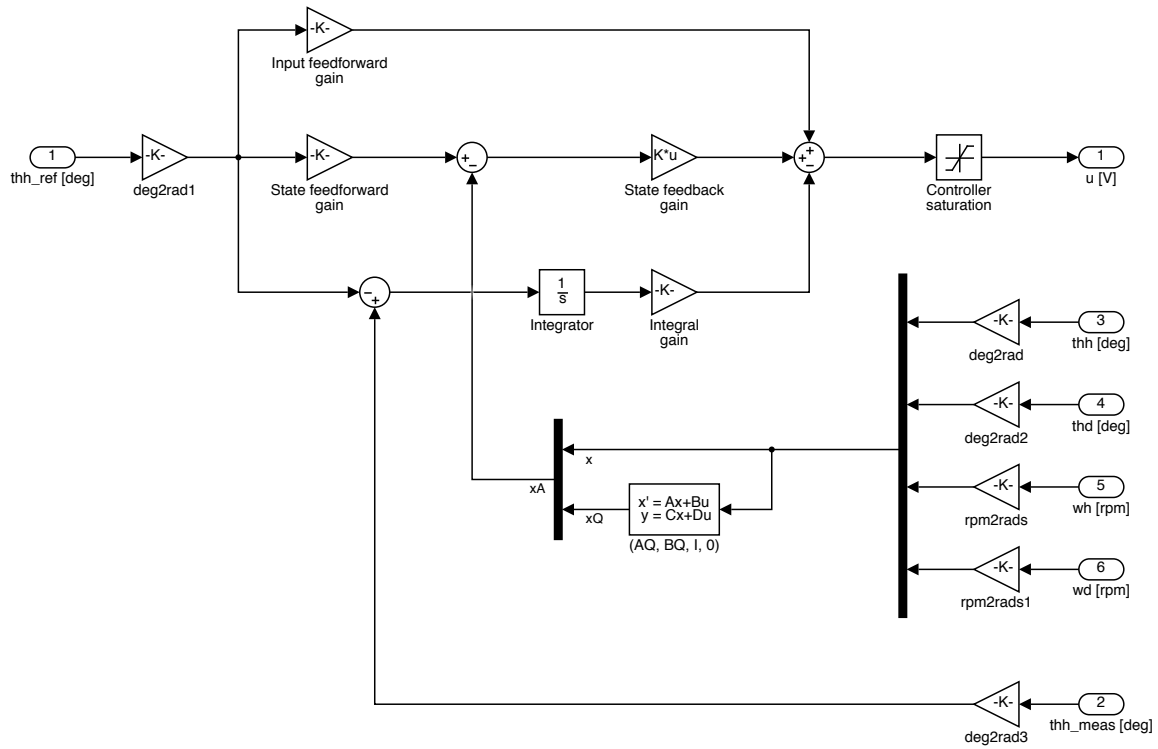 -K-
Input feedforward
gain
1
thh_ref [deg]
-K-
deg2rad1
-K-
State feedforward
gain
+
−
K*u
State feedback
gain
+
+
−
Controller
saturation
1
u [V]
−
+
1
s
Integrator
-K-
Integral
gain
-K-
deg2rad
3
thh [deg]
-K-
deg2rad2
4
thd [deg]
x
xA
xQ
x' = Ax+Bu
y = Cx+Du
(AQ, BQ, I, 0)
-K-
rpm2rads
5
wh [rpm]
-K-
rpm2rads1
6
wd [rpm]
-K-
deg2rad3
2
thh_meas [deg]